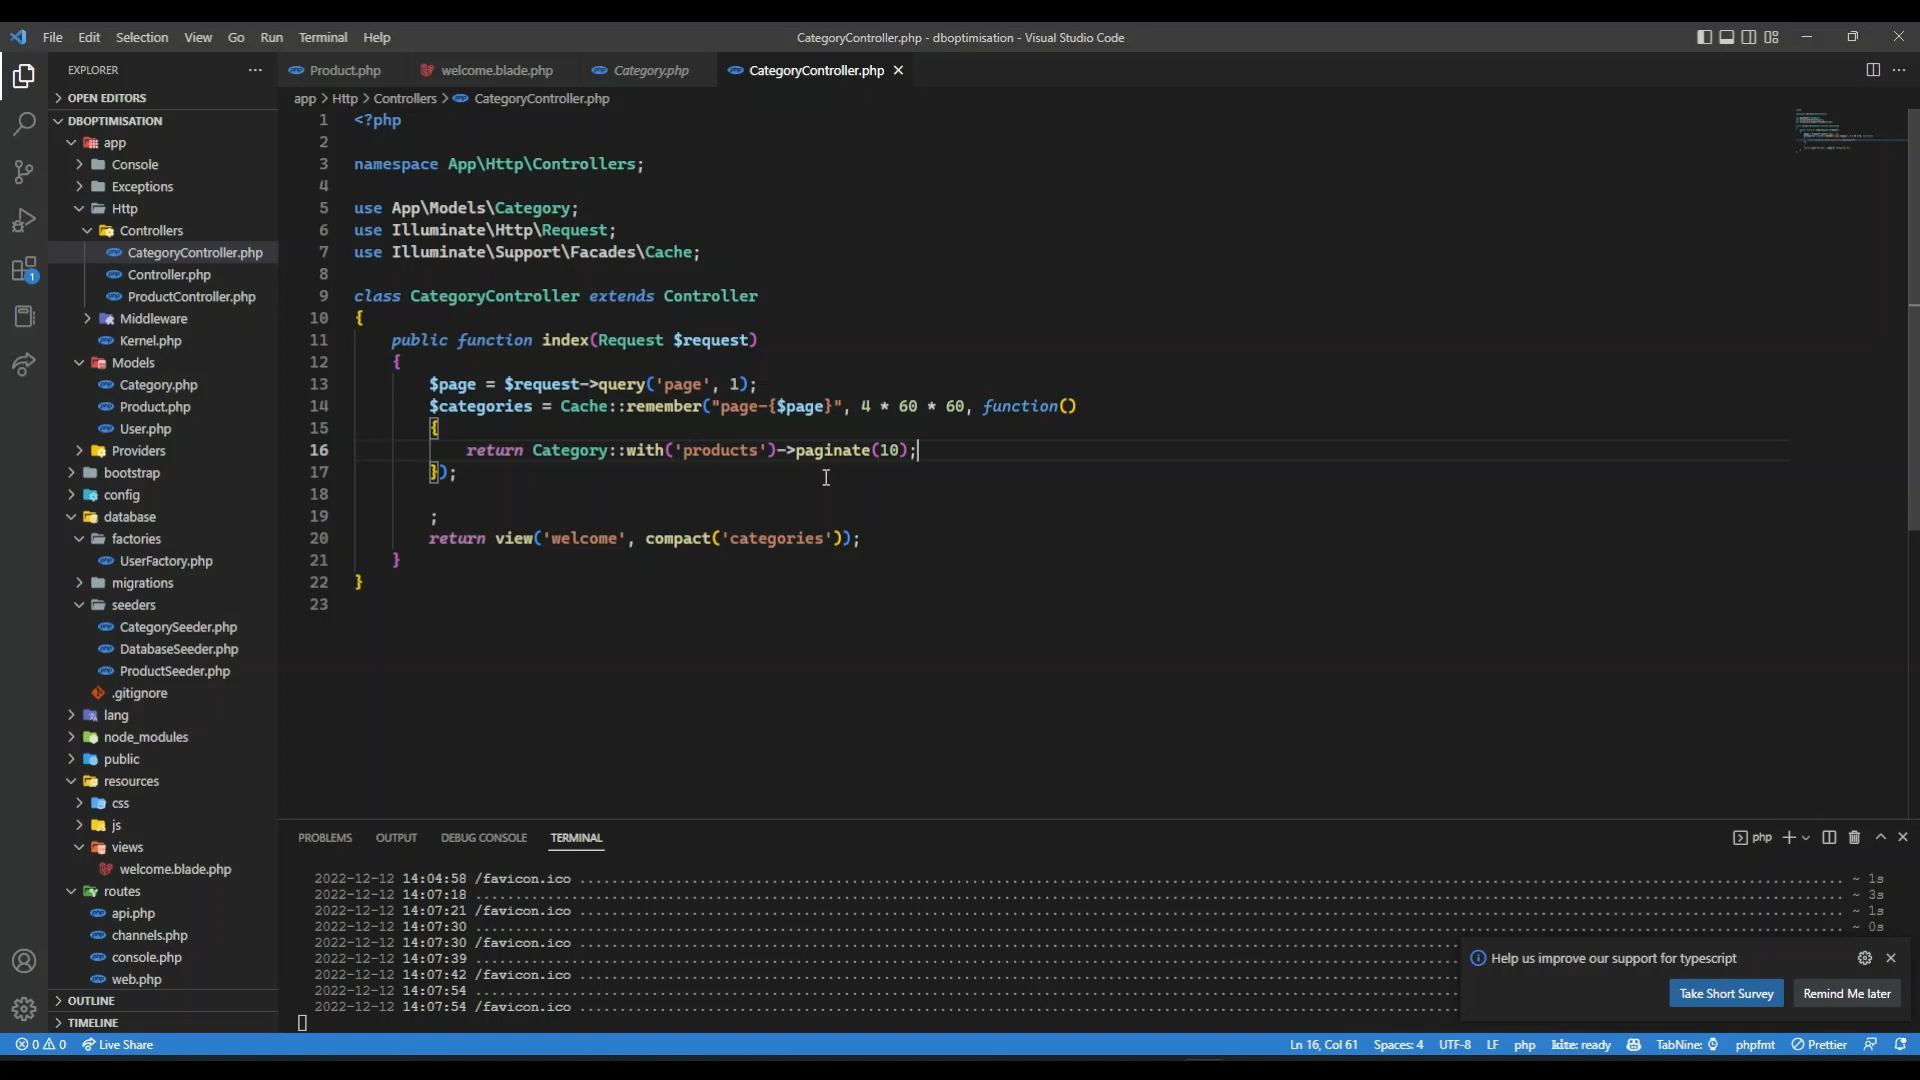 File Edit Selection View Go Run Terminal Help
CategoryController.php - dboptimisation - Visual Studio Code
EXPLORER
OPEN EDITORS
DBOPTIMISATION
app
Console
Exceptions
Http
Controllers
CategoryController.php
Controller.php
ProductController.php
Middleware
Kernel.php
Models
Category.php
Product.php
User.php
Providers
bootstrap
config
database
factories
UserFactory.php
migrations
seeders
CategorySeeder.php
DatabaseSeeder.php
ProductSeeder.php
.gitignore
lang
node_modules
public
resources
css
js
views
welcome.blade.php
routes
api.php
channels.php
console.php
web.php
OUTLINE
TIMELINE
1
Product.php welcome.blade.php Category.php CategoryController.php
app > Http > Controllers > CategoryController.php
1 <?php
2
3 namespace App\Http\Controllers;
4
5 use App\Models\Category;
6 use Illuminate\Http\Request;
7 use Illuminate\Support\Facades\Cache;
8
9 class CategoryController extends Controller
10 {
11 public function index(Request $request)
12 {
13 $page = $request->query('page', 1);
14 $categories = Cache::remember("page-{$page}", 4 * 60 * 60, function()
15 {
16 return Category::with('products')->paginate(10);
17 });
18
19 ;
20 return view('welcome', compact('categories'));
21 }
22 }
23
PROBLEMS OUTPUT DEBUG CONSOLE TERMINAL
php
2022-12-12 14:04:58 /favicon.ico ........ ~ 1s
2022-12-12 14:07:18 ........ ~ 3s
2022-12-12 14:07:21 /favicon.ico ........ ~ 1s
2022-12-12 14:07:30 ........ ~ 0s
2022-12-12 14:07:30 /favicon.ico ........
2022-12-12 14:07:39 ........
2022-12-12 14:07:42 /favicon.ico ........
2022-12-12 14:07:54 ........
2022-12-12 14:07:54 /favicon.ico ........
Help us improve our support for typescript
Take Short Survey Remind Me later
0 0 Live Share
Ln 16, Col 61 Spaces: 4 UTF-8 LF php kite: ready TabNine: phpfmt Prettier